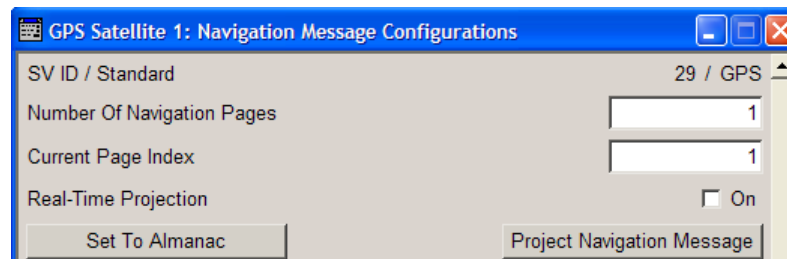 GPS Satellite 1: Navigation Message Configurations
SV ID / Standard 29 / GPS
Number Of Navigation Pages 1
Current Page Index 1
Real-Time Projection On
Set To Almanac Project Navigation Message